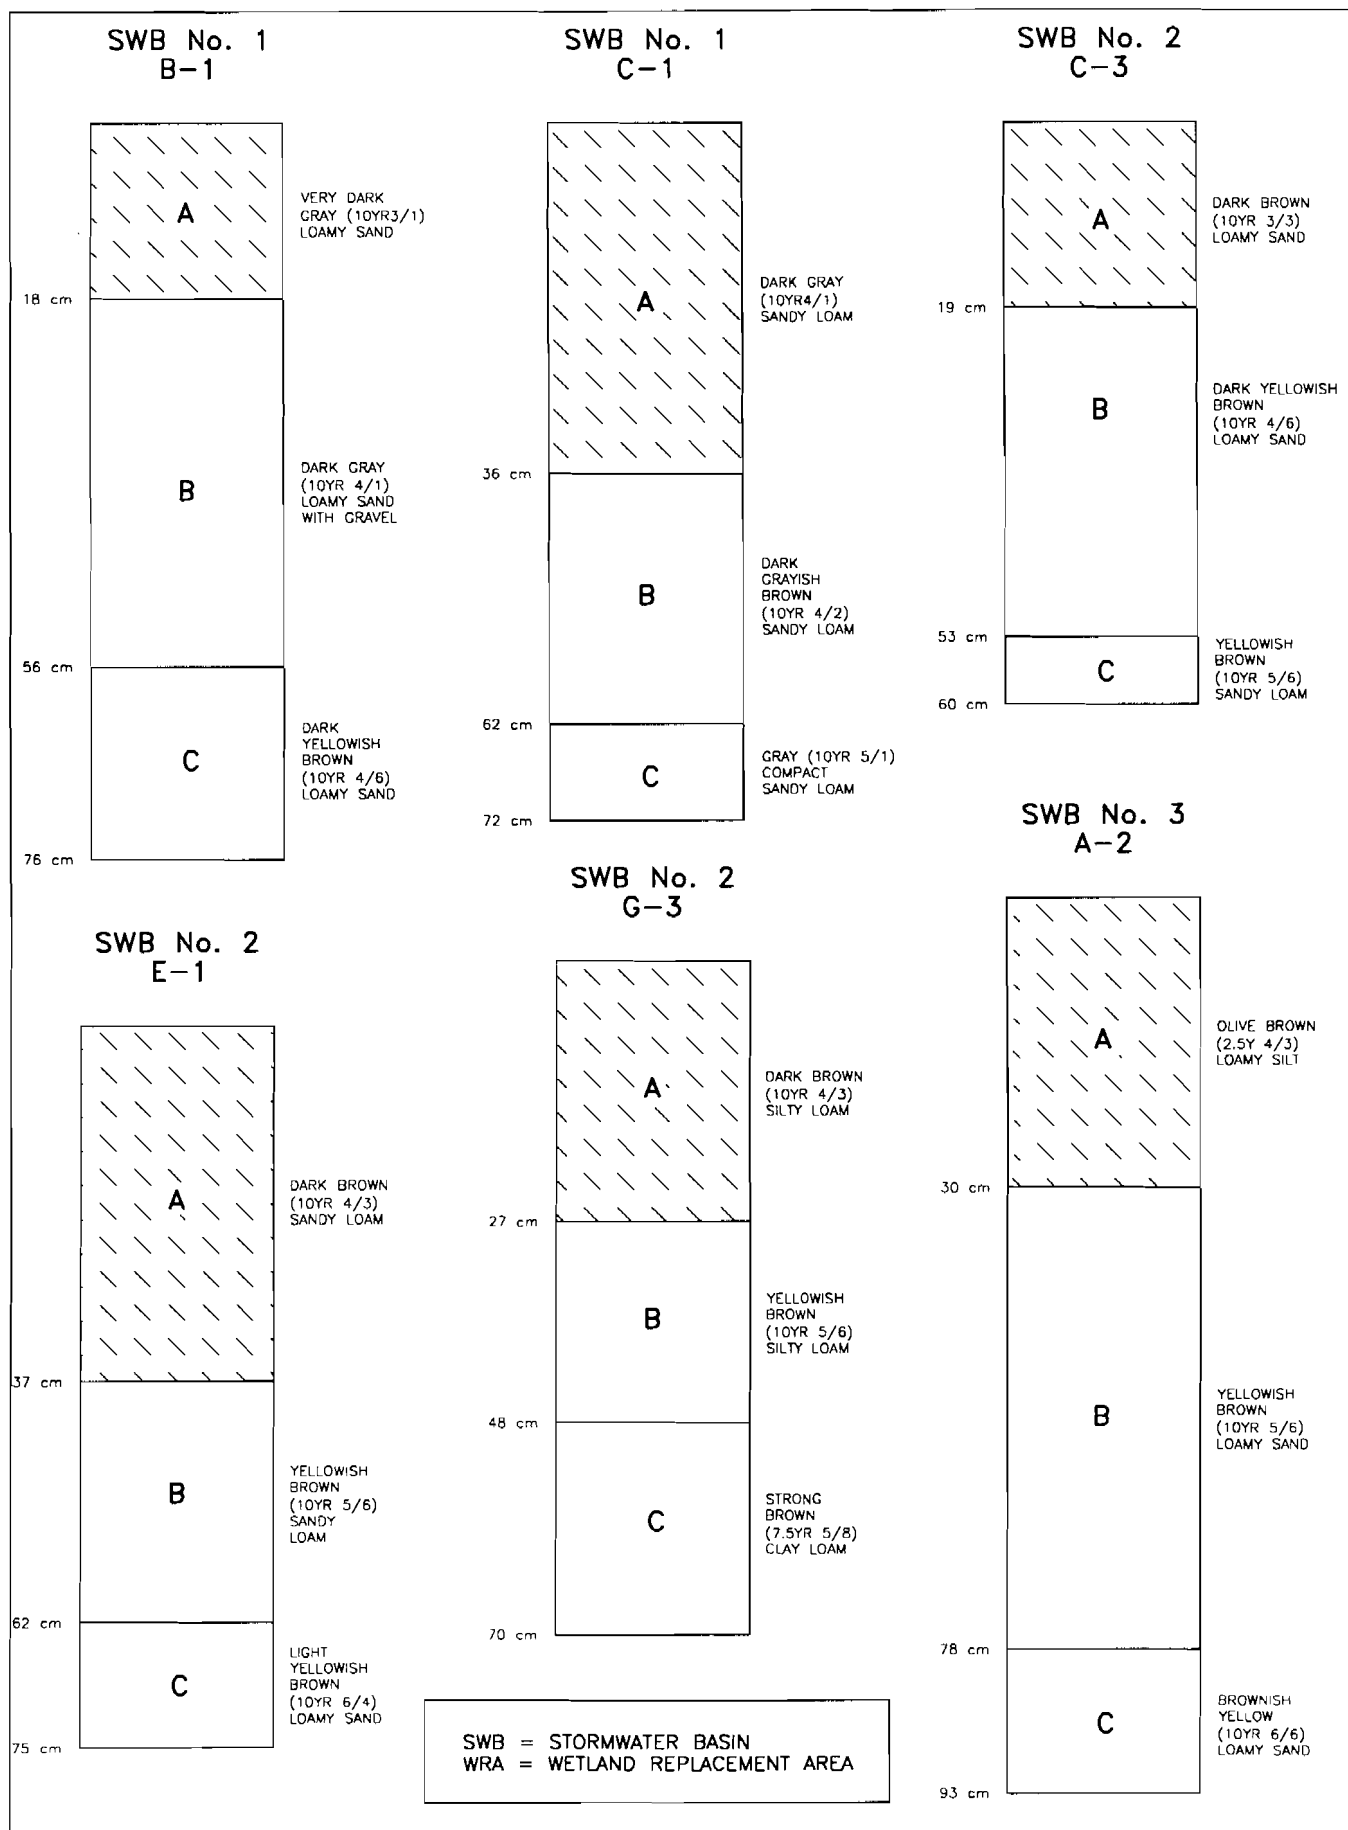 SWB No. 1
B-1
A
VERY DARK
GRAY (10YR3/1)
LOAMY SAND
18 cm
B
DARK GRAY
(10YR 4/1)
LOAMY SAND
WITH GRAVEL
56 cm
C
DARK
YELLOWISH
BROWN
(10YR 4/6)
LOAMY SAND
76 cm
SWB No. 1
C-1
A
DARK GRAY
(10YR4/1)
SANDY LOAM
36 cm
B
DARK
GRAYISH
BROWN
(10YR 4/2)
SANDY LOAM
62 cm
C
GRAY (10YR 5/1)
COMPACT
SANDY LOAM
72 cm
SWB No. 2
C-3
A
DARK BROWN
(10YR 3/3)
LOAMY SAND
19 cm
B
DARK YELLOWISH
BROWN
(10YR 4/6)
LOAMY SAND
53 cm
C
YELLOWISH
BROWN
(10YR 5/6)
SANDY LOAM
60 cm
SWB No. 2
E-1
A
DARK BROWN
(10YR 4/3)
SANDY LOAM
37 cm
B
YELLOWISH
BROWN
(10YR 5/6)
SANDY
LOAM
62 cm
C
LIGHT
YELLOWISH
BROWN
(10YR 6/4)
LOAMY SAND
75 cm
SWB No. 2
G-3
A
DARK BROWN
(10YR 4/3)
SILTY LOAM
27 cm
B
YELLOWISH
BROWN
(10YR 5/6)
SILTY LOAM
48 cm
C
STRONG
BROWN
(7.5YR 5/8)
CLAY LOAM
70 cm
SWB No. 3
A-2
A
OLIVE BROWN
(2.5Y 4/3)
LOAMY SILT
30 cm
B
YELLOWISH
BROWN
(10YR 5/6)
LOAMY SAND
78 cm
C
BROWNISH
YELLOW
(10YR 6/6)
LOAMY SAND
93 cm
SWB = STORMWATER BASIN
WRA = WETLAND REPLACEMENT AREA